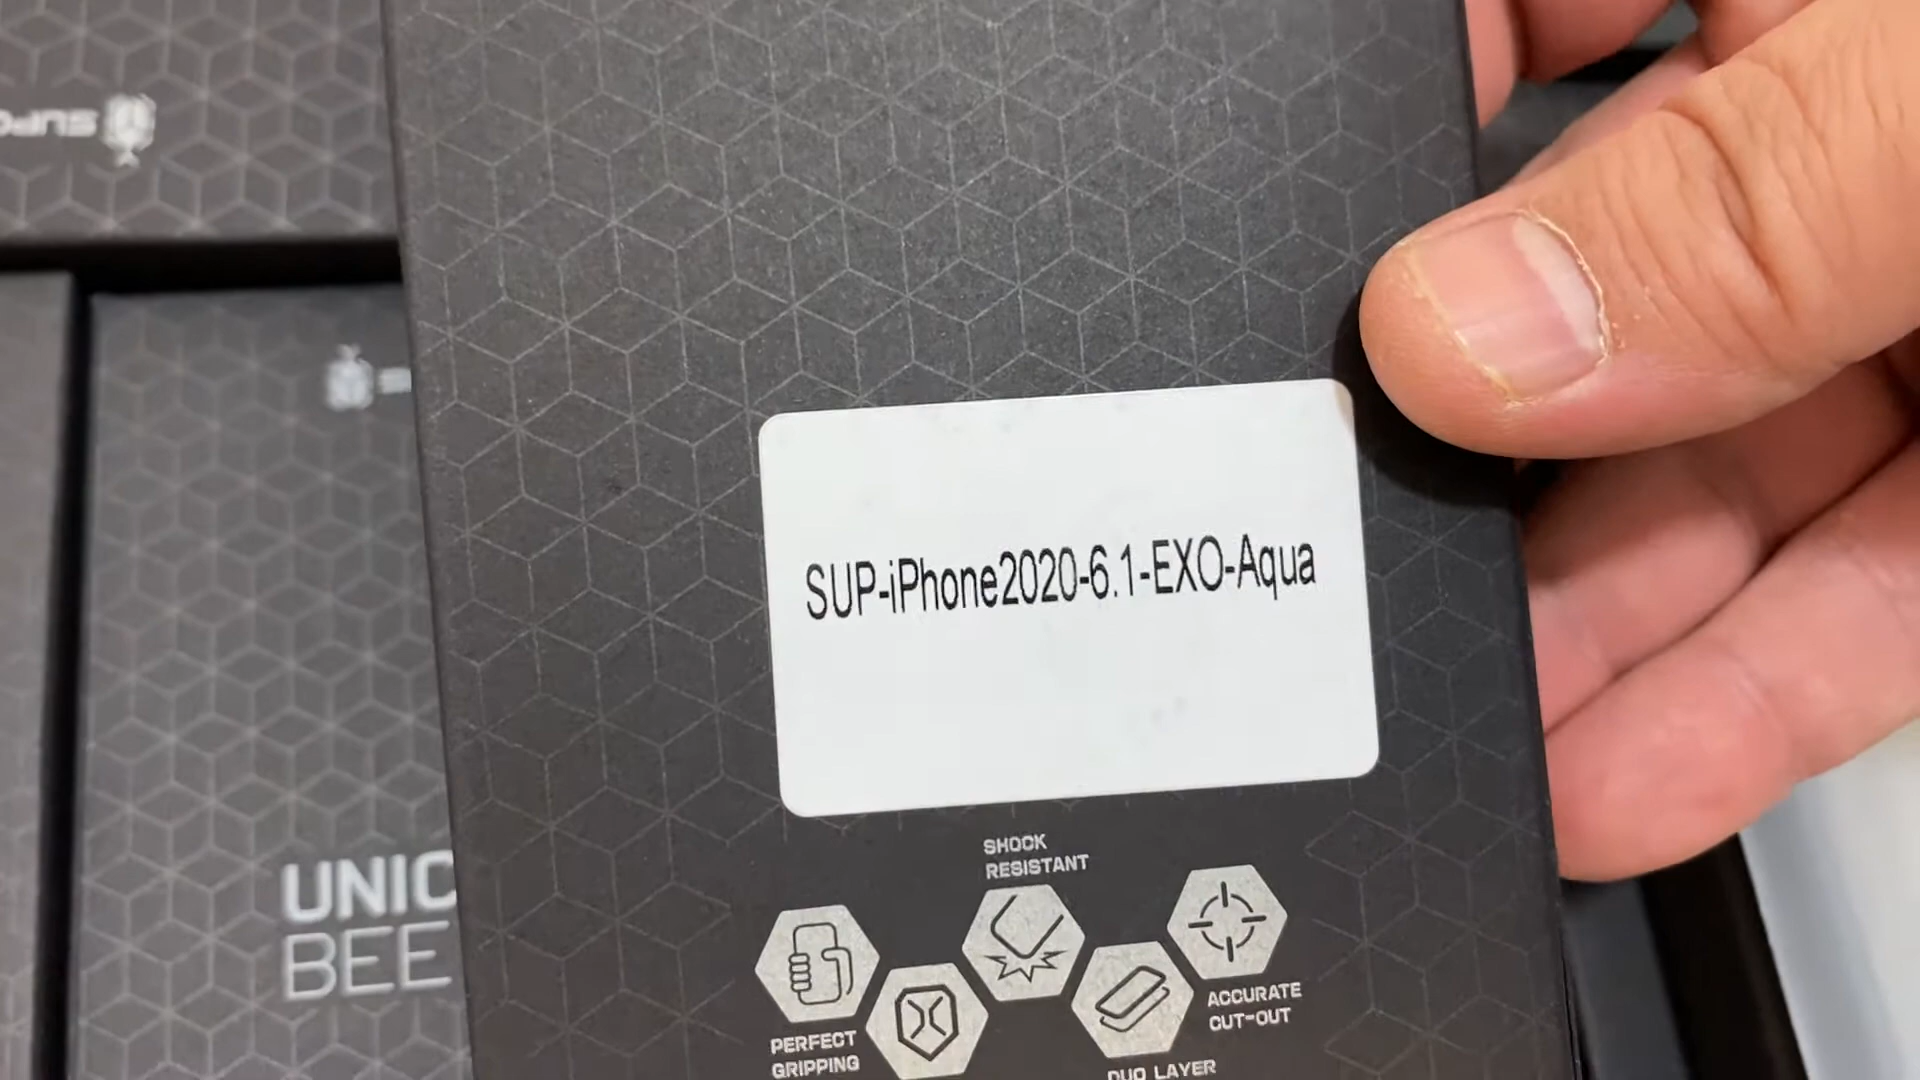 SUP-iPhone2020-6.1-EXO-Aqua
SHOCK
RESISTANT
ACCURATE
CUT-OUT
PERFECT
GRIPPING
DUO LAYER
UNIC
BEE